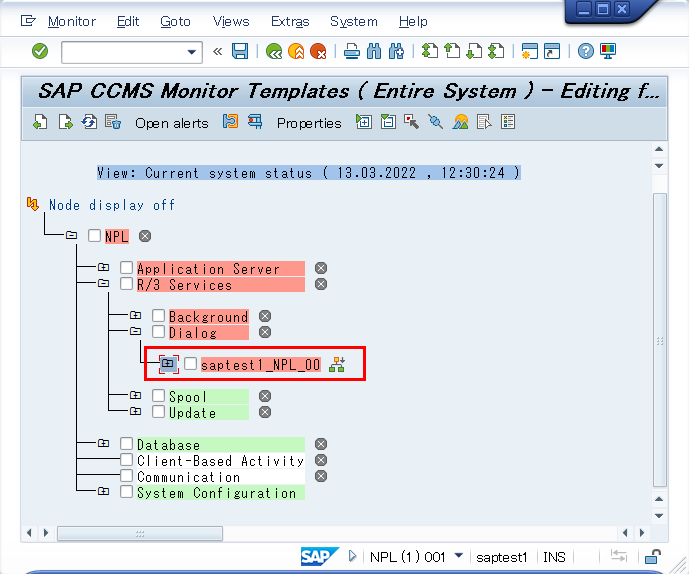 Monitor Edit Goto Views Extras System Help
SAP CCMS Monitor Templates ( Entire System ) - Editing f...
Open alerts Properties
View: Current system status ( 13.03.2022 , 12:30:24 )
Node display off
NPL
Application Server
R/3 Services
Background
Dialog
saptest1_NPL_00
Spool
Update
Database
Client-Based Activity
Communication
System Configuration
SAP NPL (1) 001 saptest1 INS